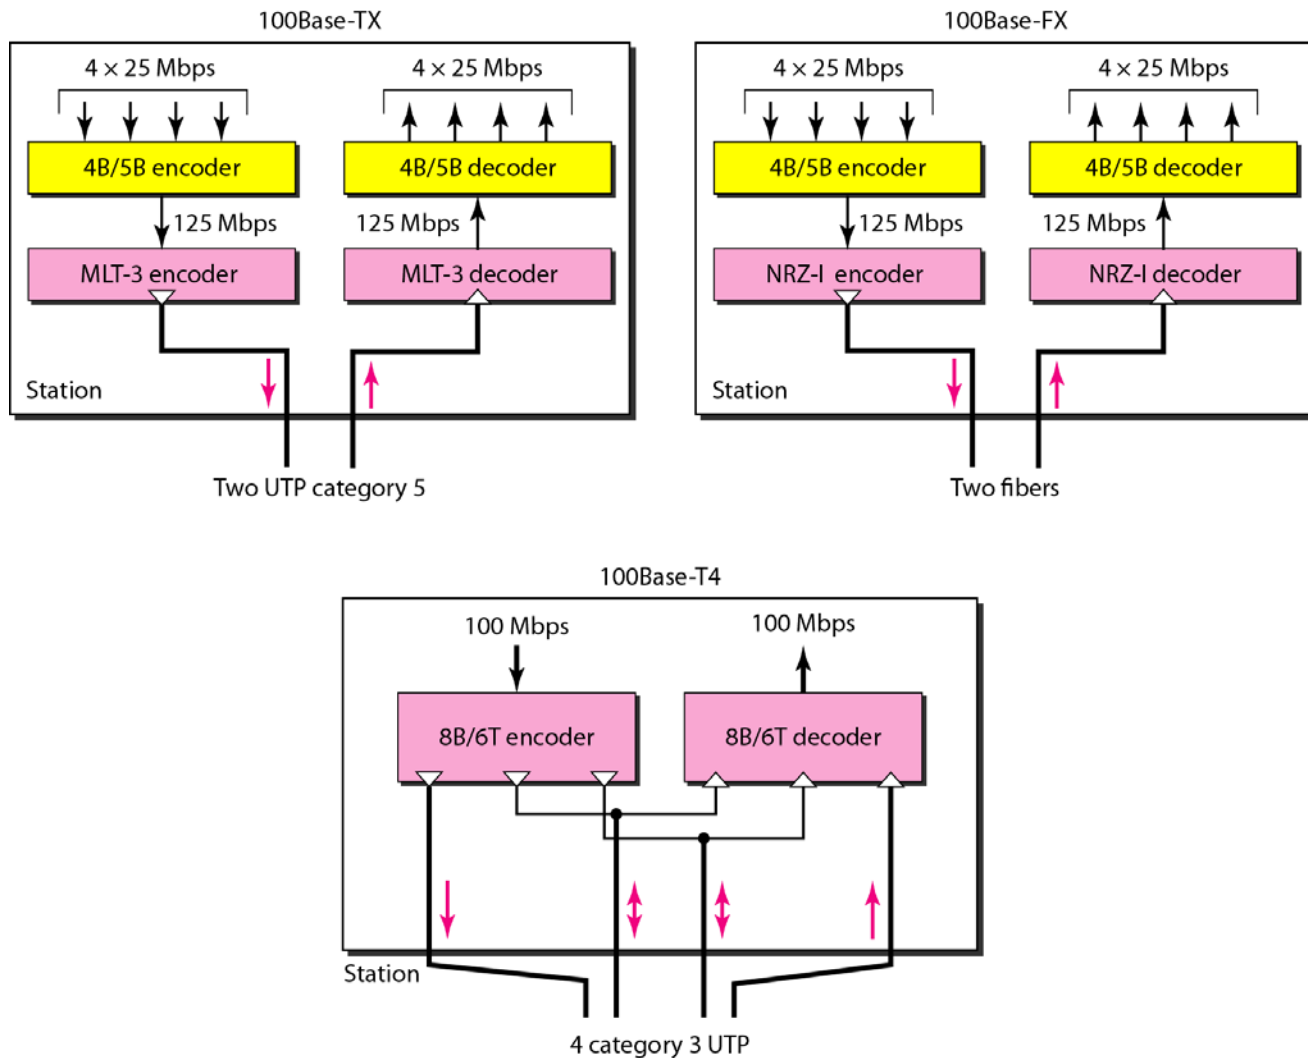 100Base-TX
4 × 25 Mbps
4 × 25 Mbps
4B/5B encoder
4B/5B decoder
125 Mbps
125 Mbps
MLT-3 encoder
MLT-3 decoder
Station
Two UTP category 5
100Base-FX
4 × 25 Mbps
4 × 25 Mbps
4B/5B encoder
4B/5B decoder
125 Mbps
125 Mbps
NRZ-I encoder
NRZ-I decoder
Station
Two fibers
100Base-T4
100 Mbps
100 Mbps
8B/6T encoder
8B/6T decoder
Station
4 category 3 UTP